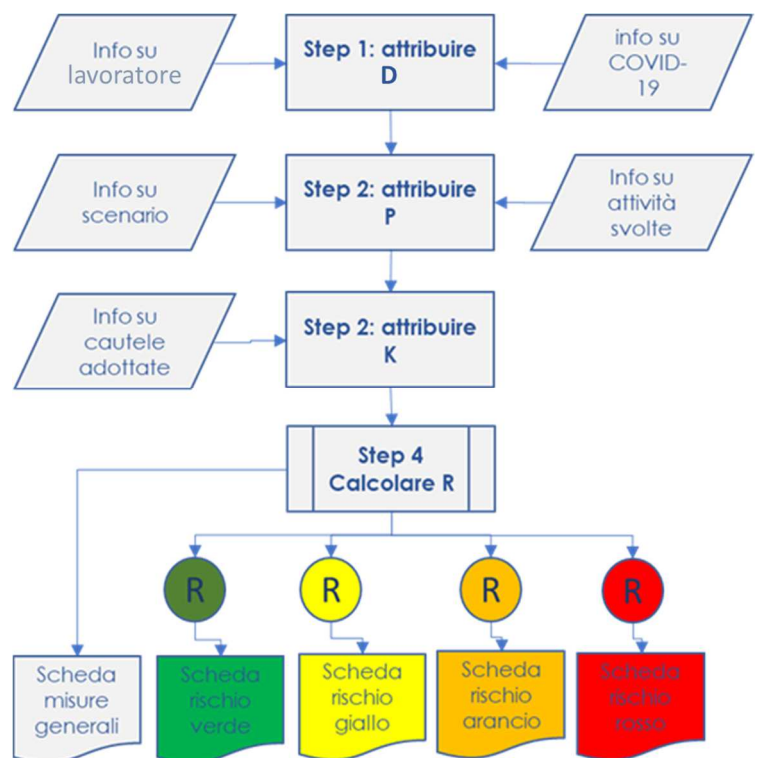 Info su
lavoratore
Step 1: attribuire
D
info su
COVID-
19
Info su
scenario
Step 2: attribuire
P
Info su
attività
svolte
Info su
cautele
adottate
Step 2: attribuire
K
Step 4
Calcolare R
R
R
R
R
Scheda
misure
generali
Scheda
rischio
verde
Scheda
rischio
giallo
Scheda
rischio
arancio
Scheda
rischio
rosso